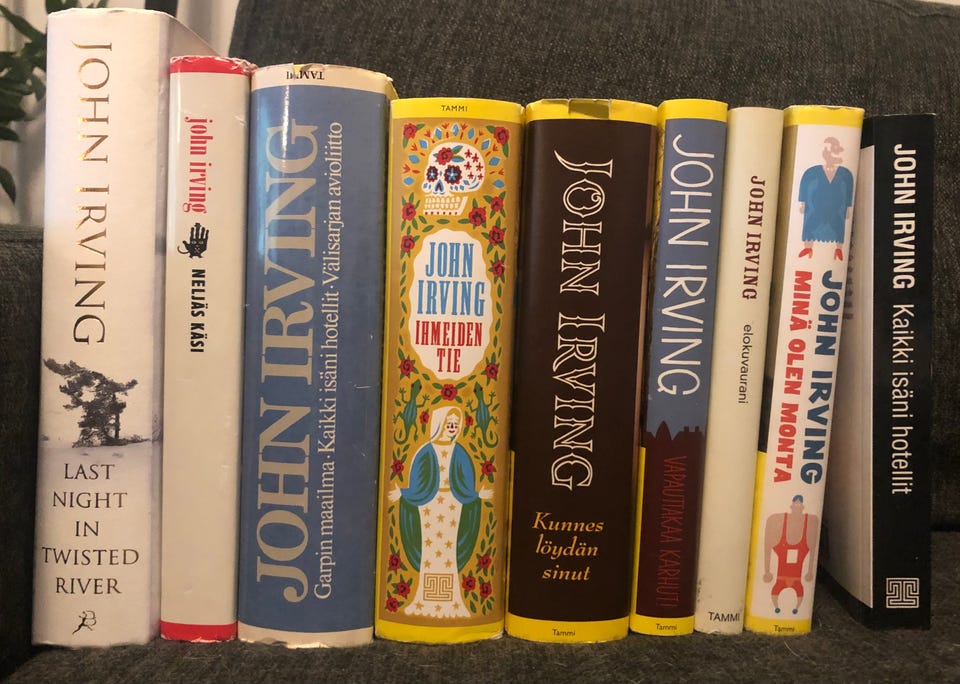 JOHN IRVING
LAST
NIGHT
IN
TWISTED
RIVER
john irving
NELJÄS KÄSI
TAMMI
JOHN IRVING
Garpin maailma·Kaikki isäni hotellit·Välisarjan avioliitto
TAMMI
JOHN
IRVING
IHMEIDEN
TIE
JOHN IRVING
Kunnes
löydän
sinut
Tammi
JOHN IRVING
VAPAUTTAKAA KARHUT!
Tammi
JOHN IRVING
elokuvaurani
TAMMI
JOHN IRVING
MINÄ OLEN MONTA
Tammi
JOHN IRVING Kaikki isäni hotellit